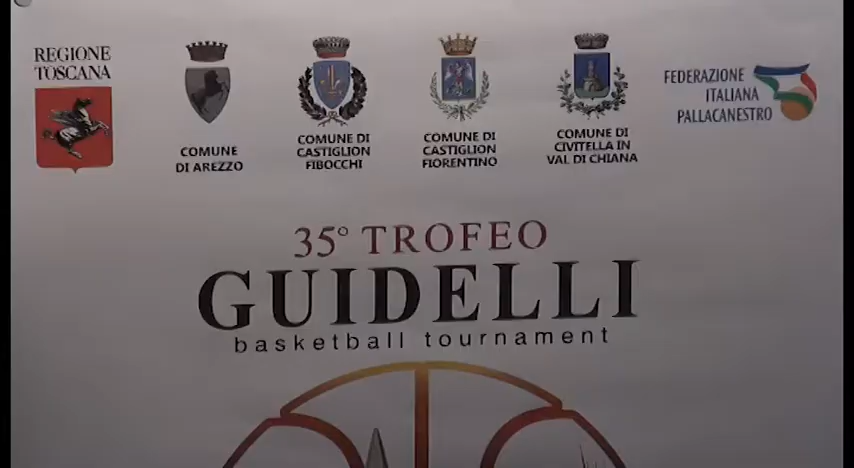 REGIONE
TOSCANA
COMUNE
DI AREZZO
COMUNE DI
CASTIGLION
FIBOCCHI
COMUNE DI
CASTIGLION
FIORENTINO
COMUNE DI
CIVITELLA IN
VAL DI CHIANA
FEDERAZIONE
ITALIANA
PALLACANESTRO
35° TROFEO
GUIDELLI
basketball tournament